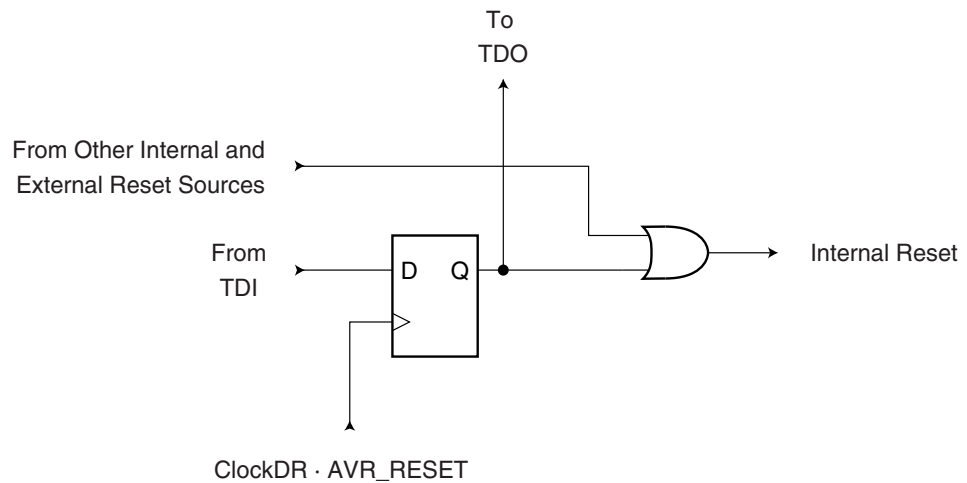 To
TDO
From Other Internal and
External Reset Sources
From
TDI
D
Q
Internal Reset
ClockDR · AVR_RESET